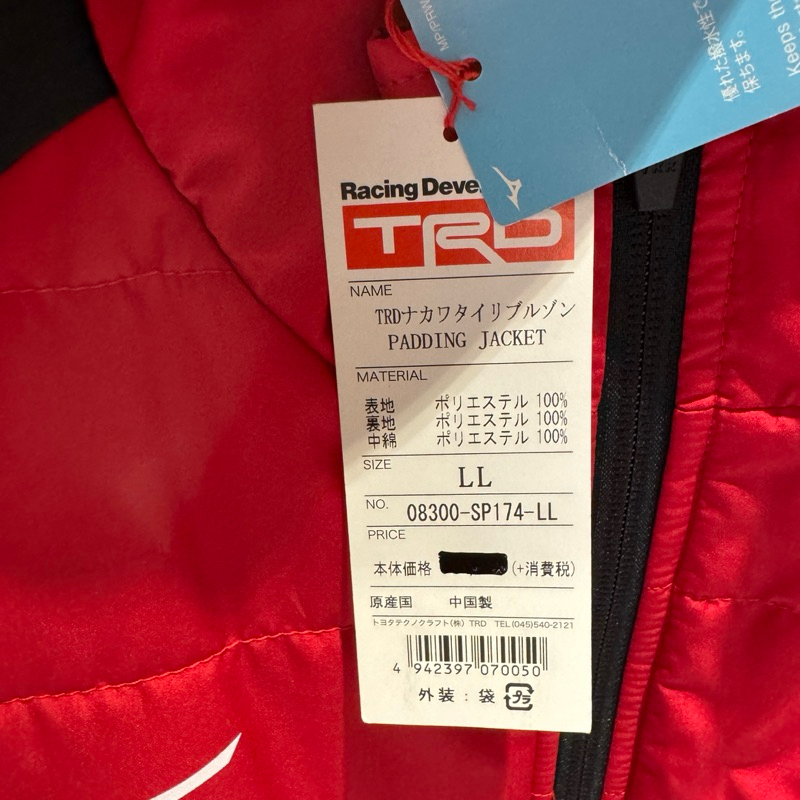 MP/PRW
優れた撥水性で
保ちます。
Keeps th
Racing Deve
TRD
NAME
TRDナカワタイリブルゾン
PADDING JACKET
MATERIAL
表地 ポリエステル 100%
裏地 ポリエステル 100%
中綿 ポリエステル 100%
SIZE
LL
NO.
08300-SP174-LL
PRICE
本体価格 (+消費税)
原産国 中国製
トヨタテクノクラフト(株) TRD TEL(045)540-2121
4 942397 070050
外装:袋 プラ